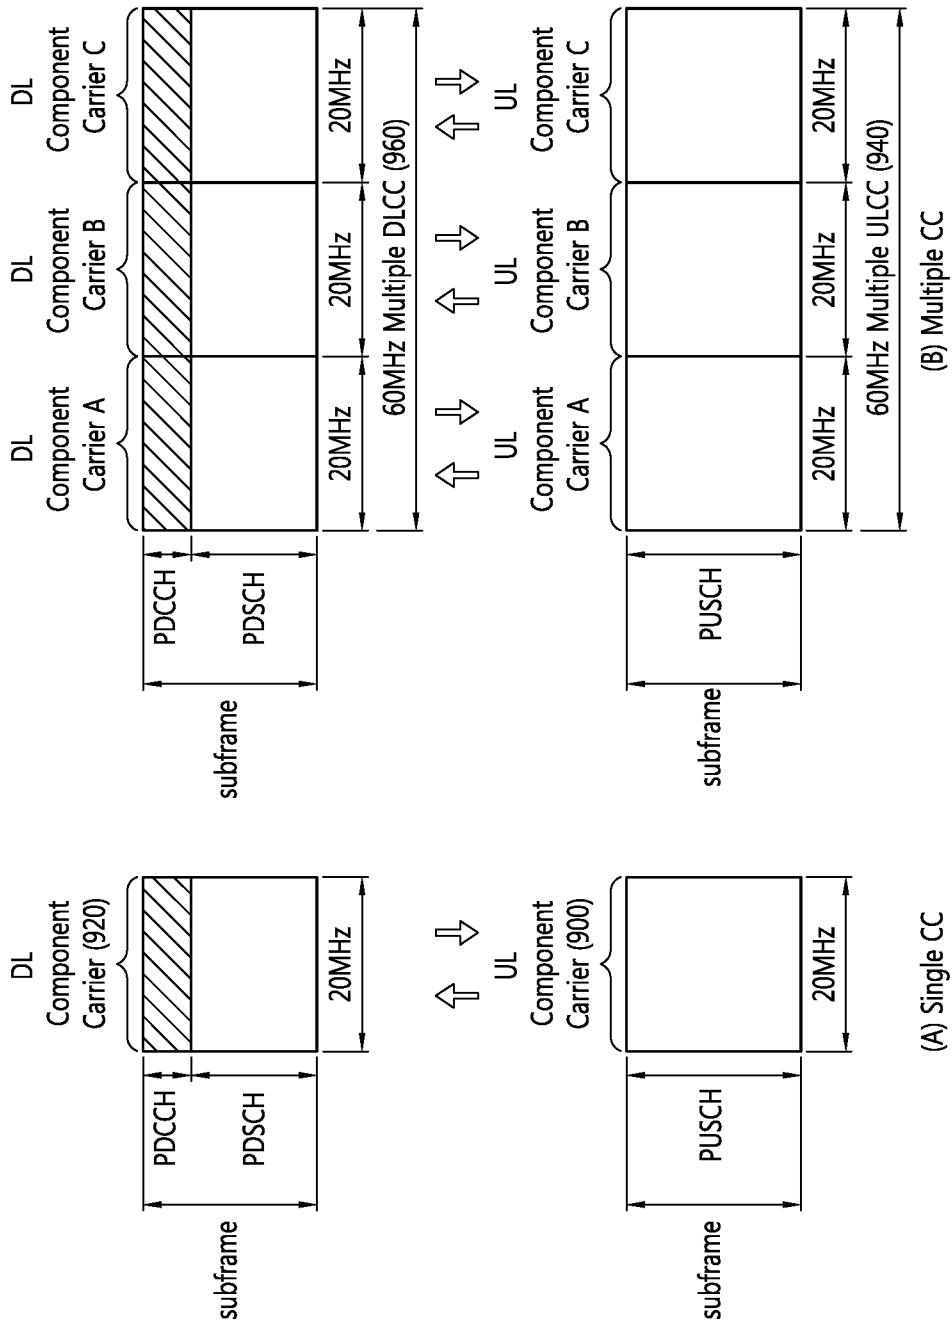 DL
Component
Carrier (920)
subframe
PDCCH
PDSCH
20MHz
UL
Component
Carrier (900)
subframe
PUSCH
20MHz
(A) Single CC
DL
Component
Carrier A
DL
Component
Carrier B
DL
Component
Carrier C
subframe
PDCCH
PDSCH
20MHz
20MHz
20MHz
60MHz Multiple DLCC (960)
UL
Component
Carrier A
UL
Component
Carrier B
UL
Component
Carrier C
subframe
PUSCH
20MHz
20MHz
20MHz
60MHz Multiple ULCC (940)
(B) Multiple CC